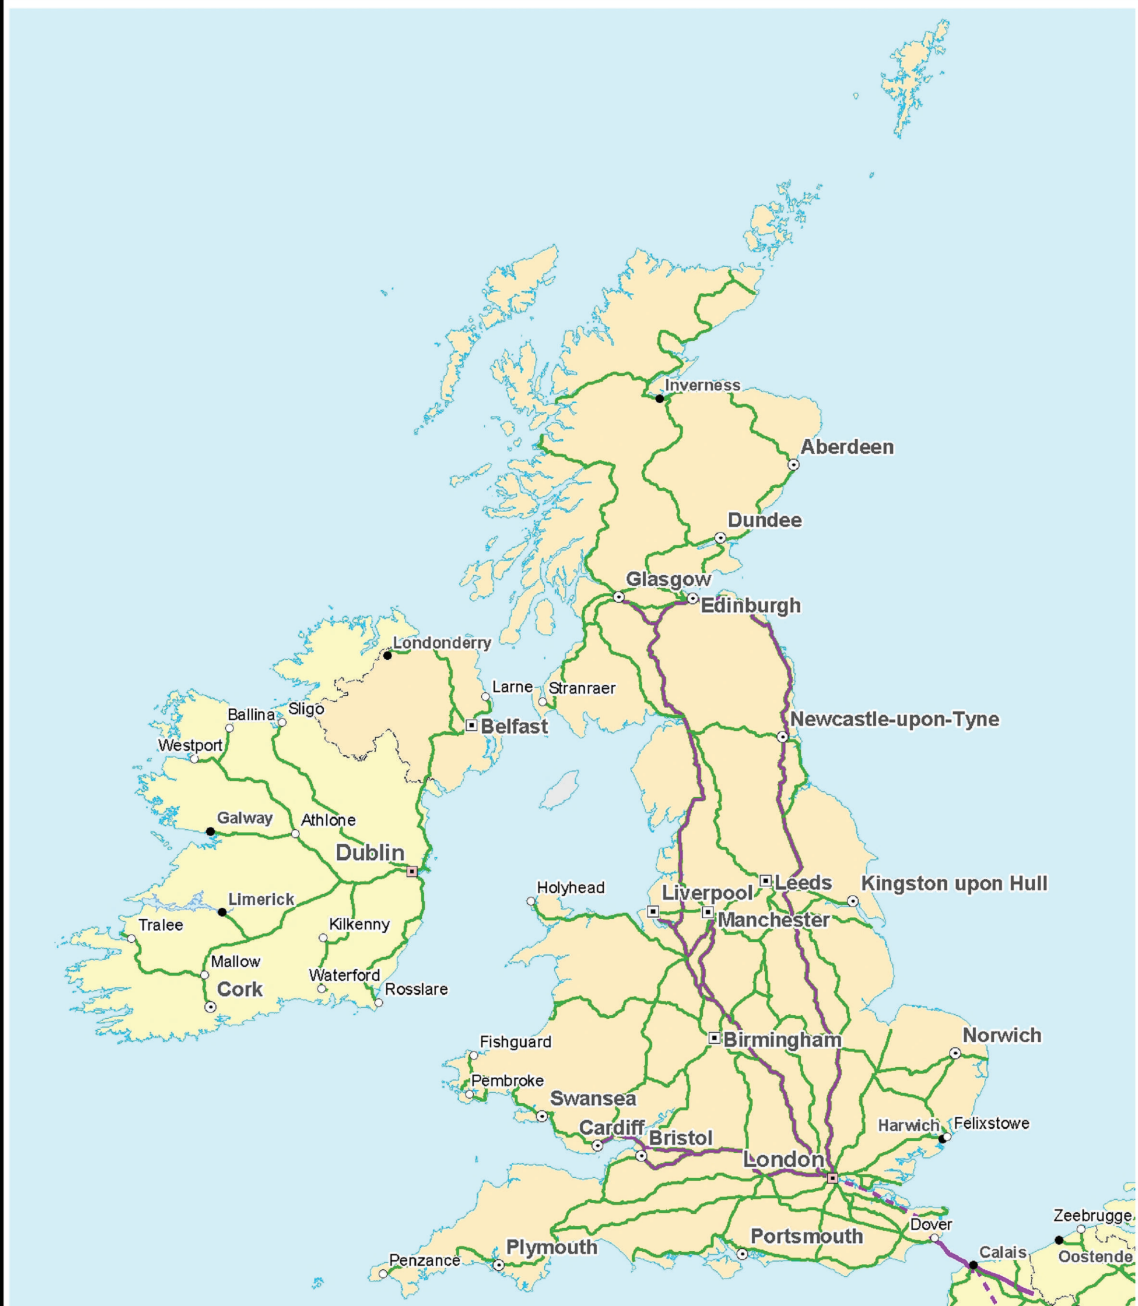 Inverness
Aberdeen
Dundee
Glasgow
Edinburgh
Londonderry
Larne
Stranraer
Ballina
Sligo
Belfast
Newcastle-upon-Tyne
Westport
Galway
Athlone
Dublin
Leeds
Kingston upon Hull
Holyhead
Liverpool
Manchester
Limerick
Tralee
Kilkenny
Mallow
Waterford
Cork
Rosslare
Fishguard
Birmingham
Norwich
Pembroke
Swansea
Cardiff
Bristol
Harwich
Felixstowe
London
Zeebrugge
Dover
Portsmouth
Plymouth
Penzance
Calais
Oostende